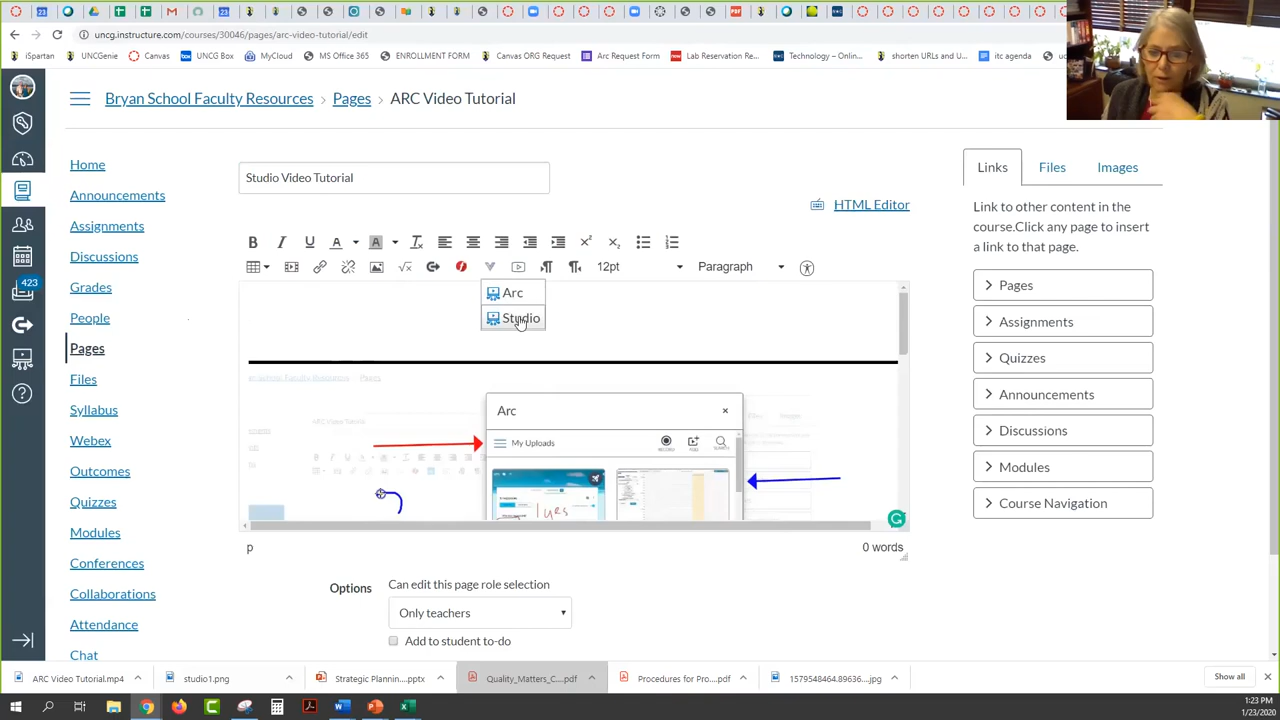 uncg.instructure.com/courses/30046/pages/arc-video-tutorial/edit
iSpartan
UNCGenie
Canvas
UNCG Box
MyCloyd
MS Office 365
ENROLLMENT FORM
Canvas ORG Request
Arc Request Form
Lab Reservation Re...
Technology – Onlin...
shorten URLs and U...
itc agenda
Bryan School Faculty Resources > Pages > ARC Video Tutorial
Home
Announcements
Assignments
Discussions
Grades
People
Pages
Files
Syllabus
Webex
Outcomes
Quizzes
Modules
Conferences
Collaborations
Attendance
Chat
423
Studio Video Tutorial
HTML Editor
B I U A A
12pt
Paragraph
Arc
Studio
Arc
My Uploads
p
0 words
Options
Can edit this page role selection
Only teachers
Add to student to-do
Links
Files
Images
Link to other content in the
course.Click any page to insert
a link to that page.
Pages
Assignments
Quizzes
Announcements
Discussions
Modules
Course Navigation
ARC Video Tutorial.mp4
studio1.png
Strategic Plannin....pptx
Quality_Matters_C....pdf
Procedures for Pro....pdf
1579548464.89636....jpg
Show all
1:23 PM
1/23/2020